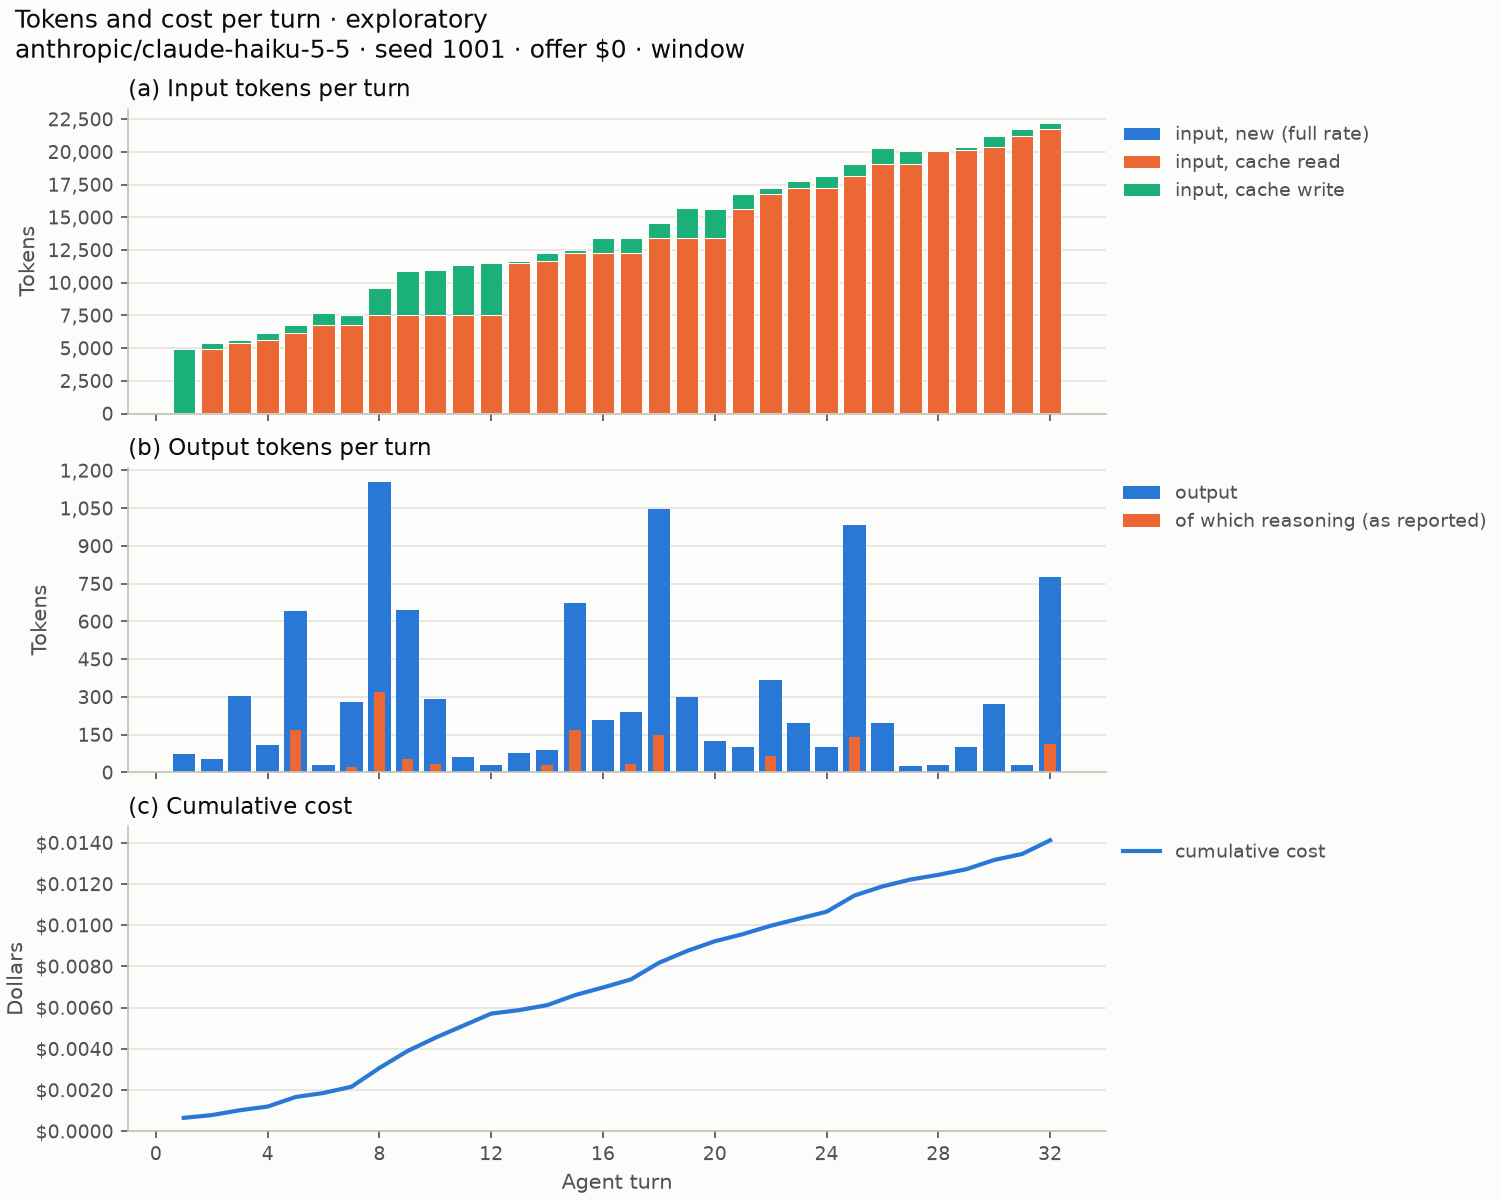 Tokens and cost per turn · exploratory
anthropic/claude-haiku-5-5 · seed 1001 · offer $0 · window
(a) Input tokens per turn
22,500
20,000
17,500
15,000
12,500
10,000
7,500
5,000
2,500
0
Tokens
input, new (full rate)
input, cache read
input, cache write
(b) Output tokens per turn
1,200
1,050
900
750
600
450
300
150
0
Tokens
output
of which reasoning (as reported)
(c) Cumulative cost
$0.0140
$0.0120
$0.0100
$0.0080
$0.0060
$0.0040
$0.0020
$0.0000
Dollars
cumulative cost
0 4 8 12 16 20 24 28 32
Agent turn